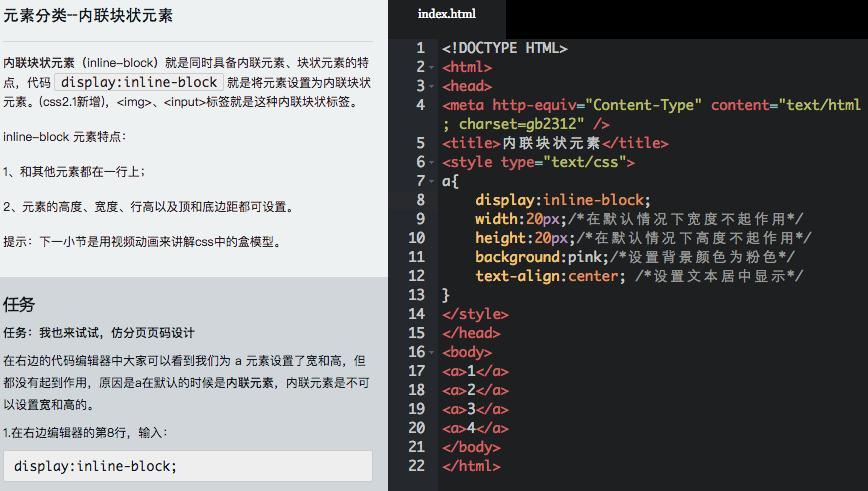 元素分类--内联块状元素
内联块状元素（inline-block）就是同时具备内联元素、块状元素的特
点，代码 display:inline-block 就是将元素设置为内联块状
元素。(css2.1新增)，<img>、<input>标签就是这种内联块状标签。
inline-block 元素特点：
1、和其他元素都在一行上；
2、元素的高度、宽度、行高以及顶和底边距都可设置。
提示：下一小节是用视频动画来讲解css中的盒模型。
任务
任务：我也来试试，仿分页页码设计
在右边的代码编辑器中大家可以看到我们为 a 元素设置了宽和高，但
都没有起到作用，原因是a在默认的时候是内联元素，内联元素是不可
以设置宽和高的。
1.在右边编辑器的第8行，输入：
display:inline-block;
index.html
1 <!DOCTYPE HTML>
2 <html>
3 <head>
4 <meta http-equiv="Content-Type" content="text/html
; charset=gb2312" />
5 <title>内联块状元素</title>
6 <style type="text/css">
7 a{
8 display:inline-block;
9 width:20px;/*在默认情况下宽度不起作用*/
10 height:20px;/*在默认情况下高度不起作用*/
11 background:pink;/*设置背景颜色为粉色*/
12 text-align:center; /*设置文本居中显示*/
13 }
14 </style>
15 </head>
16 <body>
17 <a>1</a>
18 <a>2</a>
19 <a>3</a>
20 <a>4</a>
21 </body>
22 </html>